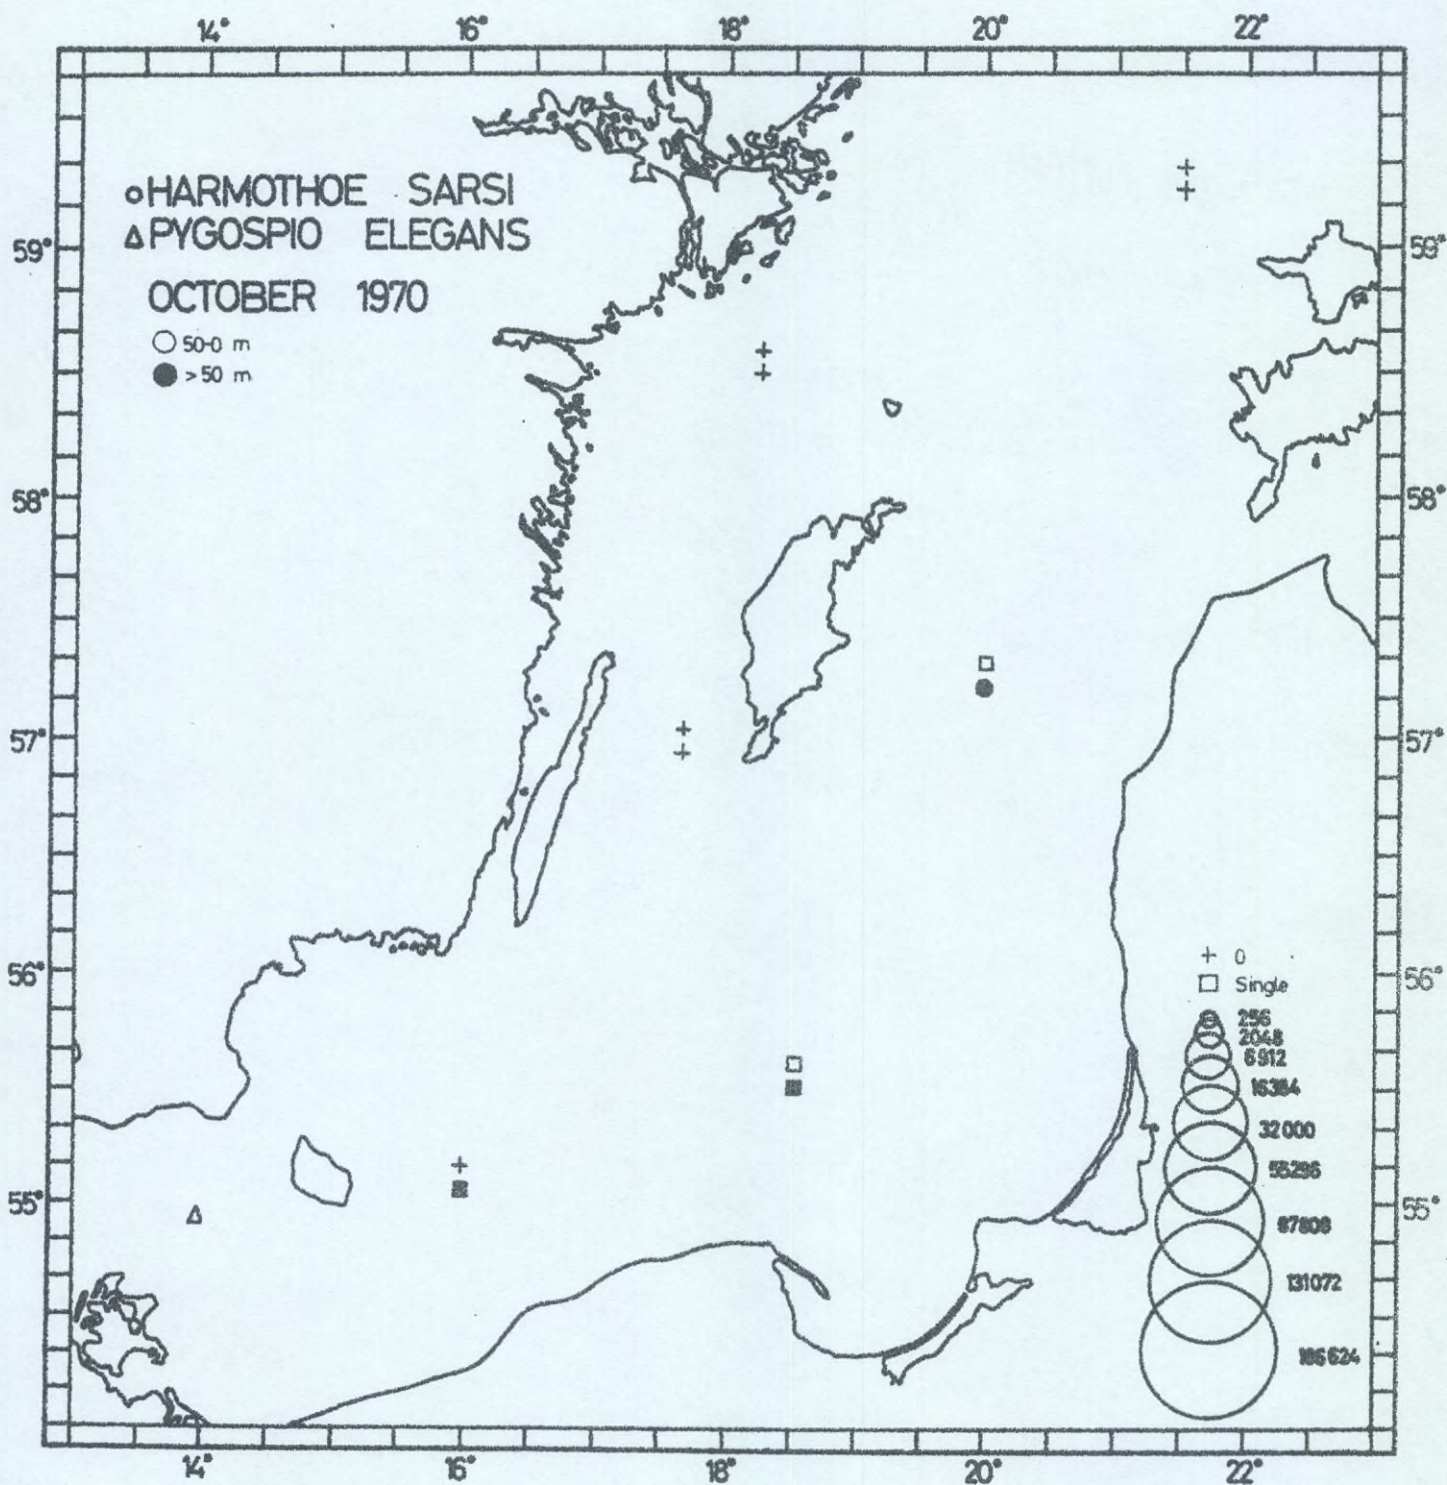 14° 16° 18° 20° 22°
o HARMOTHOE SARSI
Δ PYGOSPIO ELEGANS
OCTOBER 1970
50-0 m
>50 m
59° 59°
58° 58°
57° 57°
56° 56°
+ 0
Single
256
2048
6912
16384
32000
55296
87808
131072
186624
55° 55°
14° 16° 18° 20° 22°